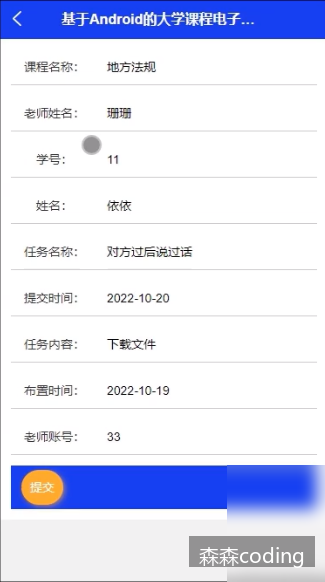 基于Android的大学课程电子...
课程名称： 地方法规
老师姓名： 珊珊
学号： 11
姓名： 依依
任务名称： 对方过后说过话
提交时间： 2022-10-20
任务内容： 下载文件
布置时间： 2022-10-19
老师账号： 33
提交
森森coding